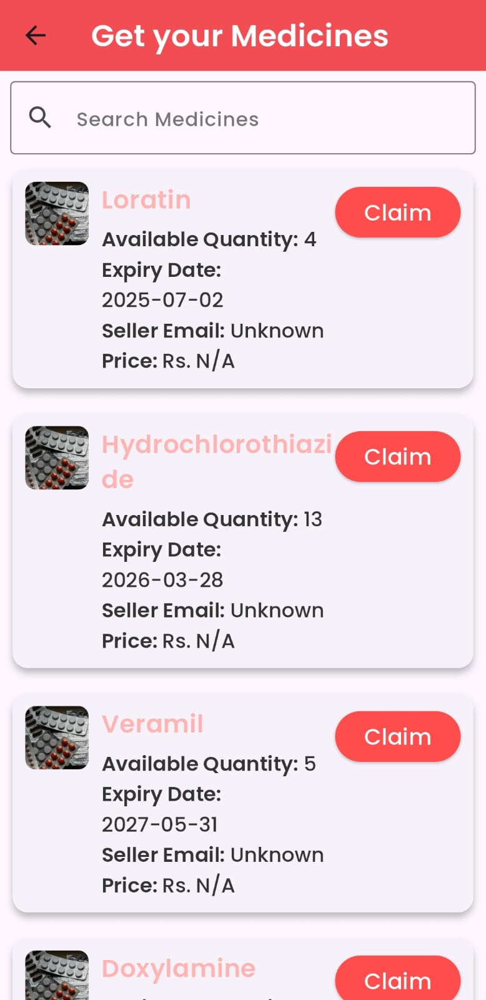 Get your Medicines
Search Medicines
Loratin
Claim
Available Quantity: 4
Expiry Date:
2025-07-02
Seller Email: Unknown
Price: Rs. N/A
Hydrochlorothiazi
de
Claim
Available Quantity: 13
Expiry Date:
2026-03-28
Seller Email: Unknown
Price: Rs. N/A
Veramil
Claim
Available Quantity: 5
Expiry Date:
2027-05-31
Seller Email: Unknown
Price: Rs. N/A
Doxylamine
Claim